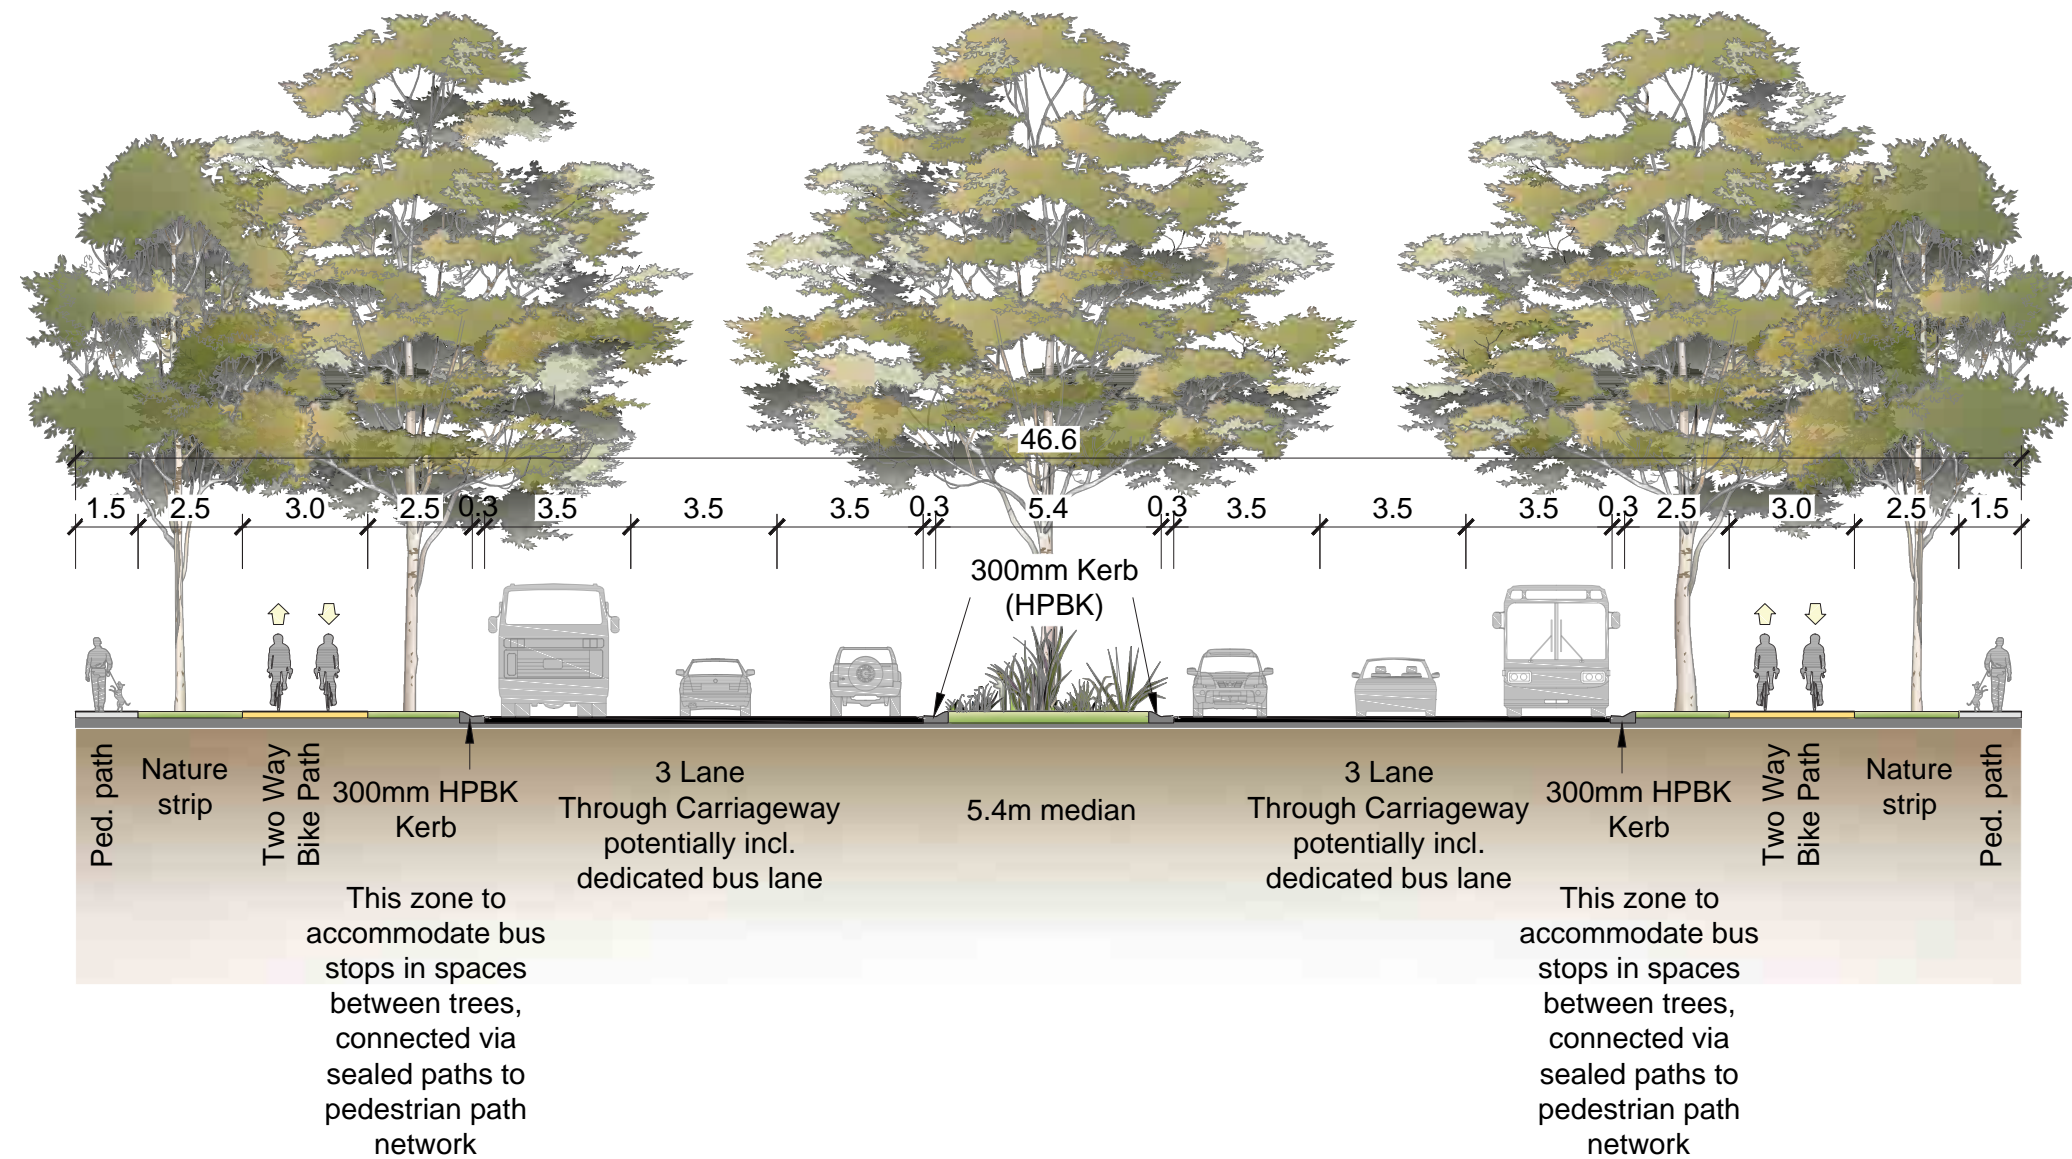 46.6
1.5 2.5 3.0 2.5 0.3 3.5 3.5 3.5 0.3 5.4 0.3 3.5 3.5 3.5 0.3 2.5 3.0 2.5 1.5
300mm Kerb
(HPBK)
Ped. path
Nature
strip
Two Way
Bike Path
300mm HPBK
Kerb
This zone to
accommodate bus
stops in spaces
between trees,
connected via
sealed paths to
pedestrian path
network
3 Lane
Through Carriageway
potentially incl.
dedicated bus lane
5.4m median
3 Lane
Through Carriageway
potentially incl.
dedicated bus lane
300mm HPBK
Kerb
This zone to
accommodate bus
stops in spaces
between trees,
connected via
sealed paths to
pedestrian path
network
Two Way
Bike Path
Nature
strip
Ped. path